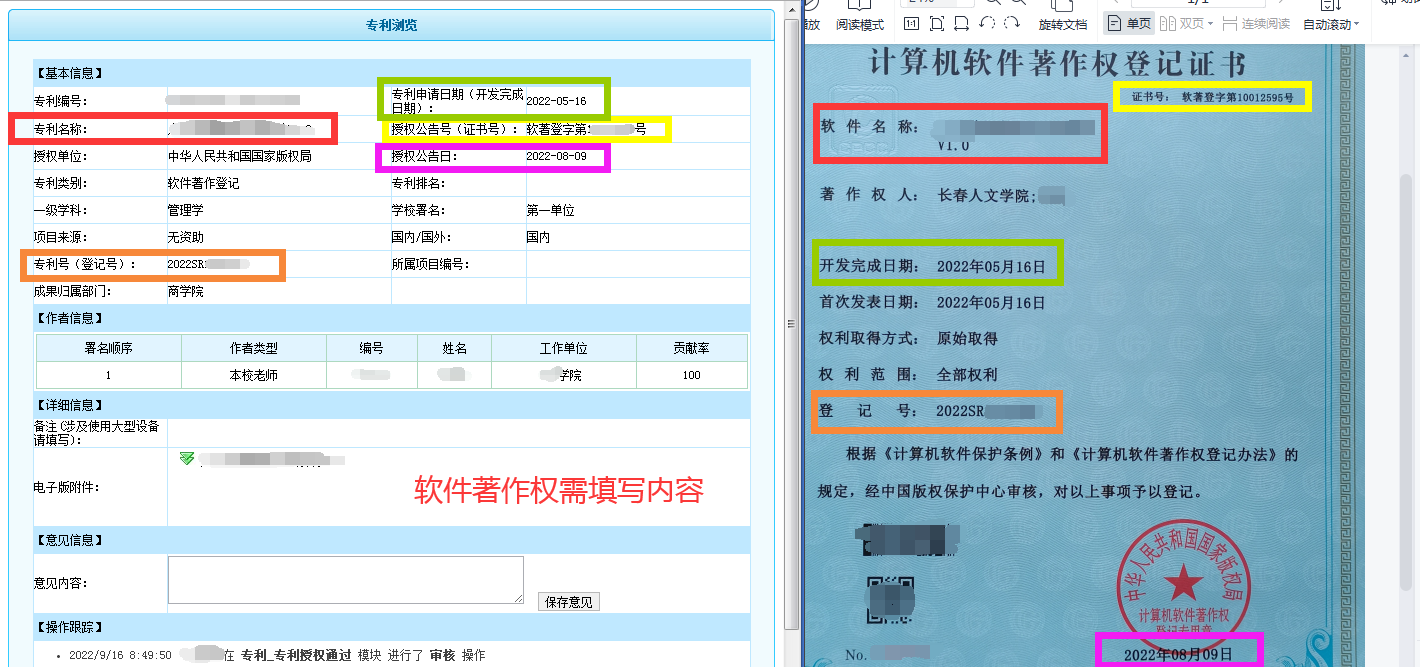 专利浏览
【基本信息】
专利编号:
专利申请日期(开发完成
日期):
2022-05-16
专利名称:
授权公告号(证书号):
软著登字第1
号
授权单位:
中华人民共和国国家版权局
授权公告日:
2022-08-09
专利类别:
软件著作登记
专利排名:
一级学科:
管理学
学校署名:
第一单位
项目来源:
无资助
国内/国外:
国内
专利号(登记号):
2022SR
所属项目编号:
成果归属部门:
商学院
【作者信息】
署名顺序 作者类型 编号 姓名 工作单位 贡献率
1 本校老师 学院 100
【详细信息】
备注(涉及使用大型设备
请填写):
电子版附件:
软件著作权需填写内容
【意见信息】
意见内容:
保存意见
【操作跟踪】
2022/9/16 8:49:50
在 专利_专利授权通过 模块 进行了 审核 操作
阅读模式
1:1
旋转文档
单页
双页
连续阅读
自动滚动
计算机软件著作权登记证书
证书号: 软著登字第10012595号
软件名称:
V1.0
著作权人: 长春人文学院;
开发完成日期: 2022年05月16日
首次发表日期: 2022年05月16日
权利取得方式: 原始取得
权利范围: 全部权利
登记号: 2022SR
根据《计算机软件保护条例》和《计算机软件著作权登记办法》的
规定,经中国版权保护中心审核,对以上事项予以登记。
中华人民共和国国家版权局
计算机软件著作权
登记专用章
No.
2022年08月09日